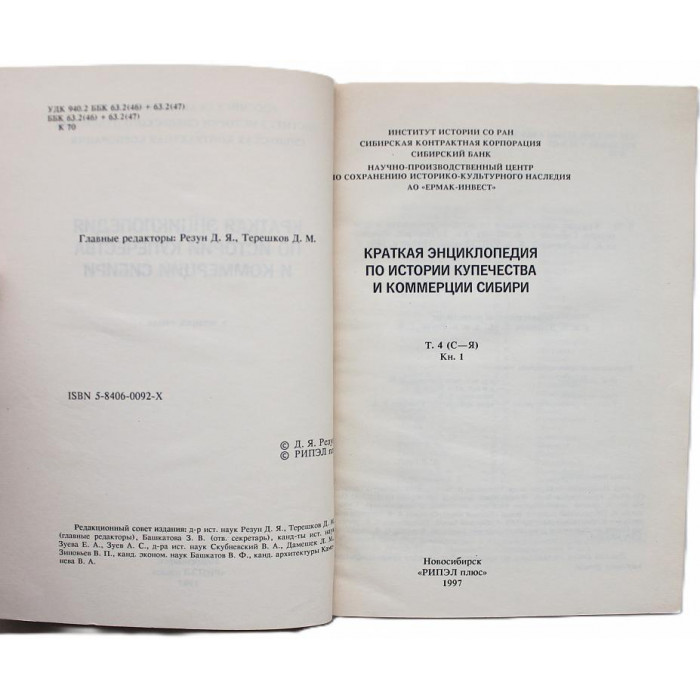 УДК 940.2 ББК 63.2(46) + 63.2(47)
ББК 63.2(46) + 63.2(47)
К 70
Главные редакторы: Резун Д. Я., Терешков Д. М.
ISBN 5-8406-0092-X
© Д. Я. Резу
© РИПЭЛ пл
Редакционный совет издания: д-р ист. наук Резун Д. Я., Терешков Д. М.
(главные редакторы), Башкатова З. В. (отв. секретарь), канд-ты ист. наук
Зуева Е. А., Зуев А. С., д-ра ист. наук Скубневский В. А., Дамешек Л. М.,
Зиновьев В. П., канд. эконом. наук Башкатов В. Ф., канд. архитектуры Каме-
нева В. А.
ИНСТИТУТ ИСТОРИИ СО РАН
СИБИРСКАЯ КОНТРАКТНАЯ КОРПОРАЦИЯ
СИБИРСКИЙ БАНК
НАУЧНО-ПРОИЗВОДСТВЕННЫЙ ЦЕНТР
ПО СОХРАНЕНИЮ ИСТОРИКО-КУЛЬТУРНОГО НАСЛЕДИЯ
АО «ЕРМАК-ИНВЕСТ»
КРАТКАЯ ЭНЦИКЛОПЕДИЯ
ПО ИСТОРИИ КУПЕЧЕСТВА
И КОММЕРЦИИ СИБИРИ
Т. 4 (С—Я)
Кн. 1
Новосибирск
«РИПЭЛ плюс»
1997